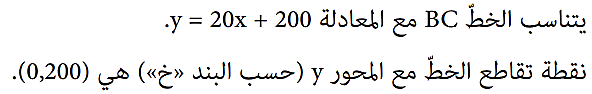 يتناسب الخطّ BC مع المعادلة y = 20x + 200.
نقطة تقاطع الخطّ مع المحور y (حسب البند «خ») هي (0,200).